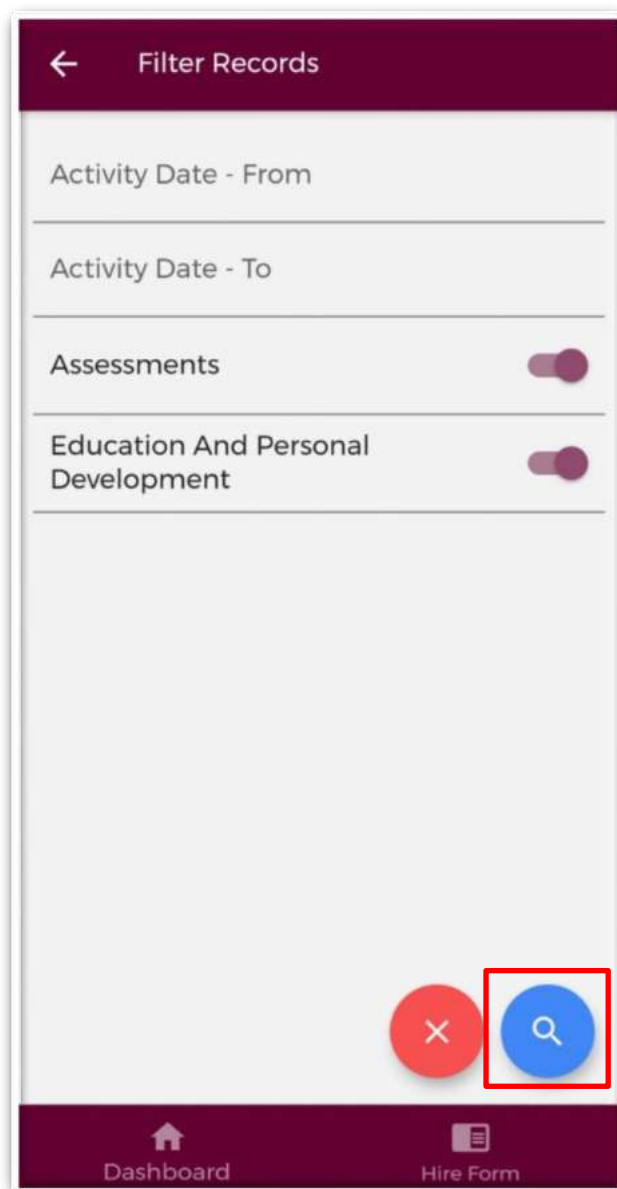 Filter Records
Activity Date - From
Activity Date - To
Assessments
Education And Personal
Development
Dashboard
Hire Form